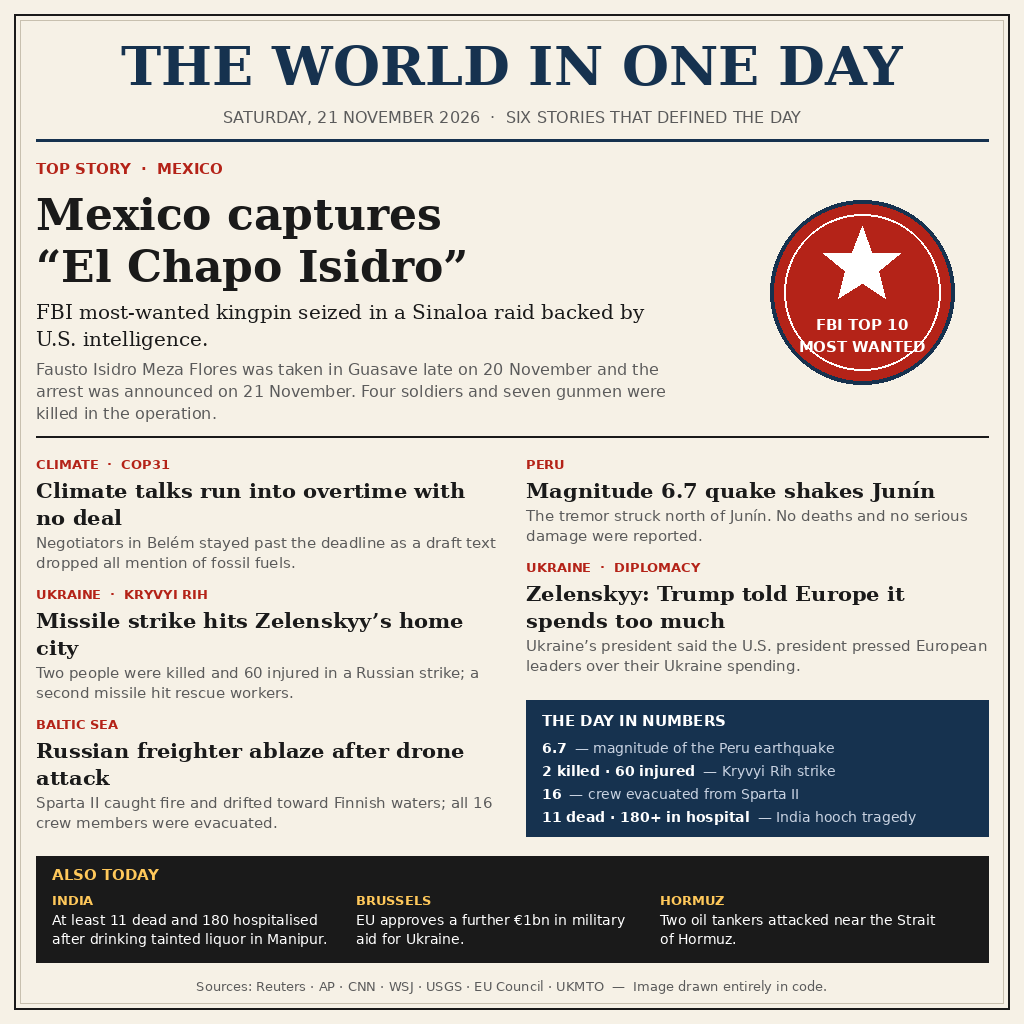 THE WORLD IN ONE DAY
SATURDAY, 21 NOVEMBER 2026 · SIX STORIES THAT DEFINED THE DAY
TOP STORY · MEXICO
Mexico captures
“El Chapo Isidro”
FBI most-wanted kingpin seized in a Sinaloa raid backed by
U.S. intelligence.
Fausto Isidro Meza Flores was taken in Guasave late on 20 November and the
arrest was announced on 21 November. Four soldiers and seven gunmen were
killed in the operation.
FBI TOP 10
MOST WANTED
CLIMATE · COP31
Climate talks run into overtime with
no deal
Negotiators in Belém stayed past the deadline as a draft text
dropped all mention of fossil fuels.
UKRAINE · KRYVYI RIH
Missile strike hits Zelenskyy’s home
city
Two people were killed and 60 injured in a Russian strike; a
second missile hit rescue workers.
BALTIC SEA
Russian freighter ablaze after drone
attack
Sparta II caught fire and drifted toward Finnish waters; all 16
crew members were evacuated.
PERU
Magnitude 6.7 quake shakes Junín
The tremor struck north of Junín. No deaths and no serious
damage were reported.
UKRAINE · DIPLOMACY
Zelenskyy: Trump told Europe it
spends too much
Ukraine’s president said the U.S. president pressed European
leaders over their Ukraine spending.
THE DAY IN NUMBERS
6.7 — magnitude of the Peru earthquake
2 killed · 60 injured — Kryvyi Rih strike
16 — crew evacuated from Sparta II
11 dead · 180+ in hospital — India hooch tragedy
ALSO TODAY
INDIA
At least 11 dead and 180 hospitalised
after drinking tainted liquor in Manipur.
BRUSSELS
EU approves a further €1bn in military
aid for Ukraine.
HORMUZ
Two oil tankers attacked near the Strait
of Hormuz.
Sources: Reuters · AP · CNN · WSJ · USGS · EU Council · UKMTO — Image drawn entirely in code.